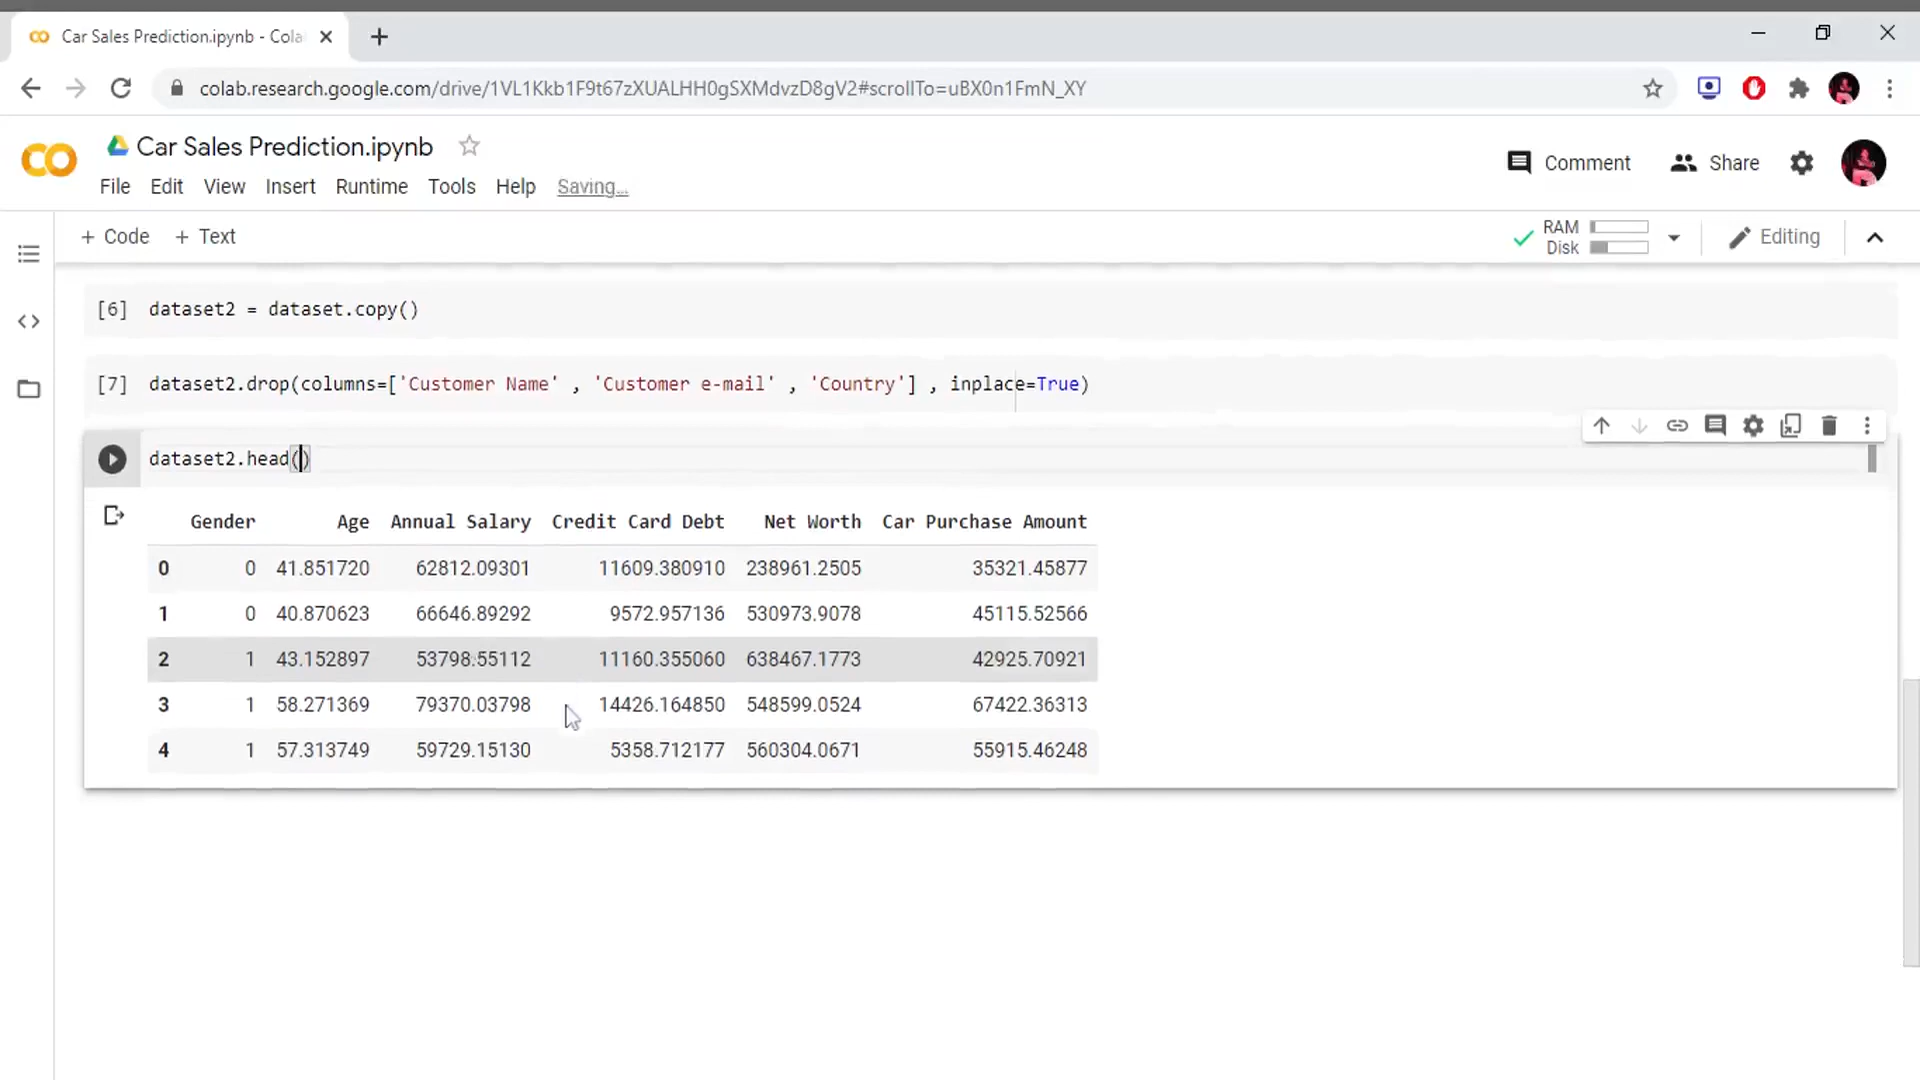 Car Sales Prediction.ipynb - Cola
colab.research.google.com/drive/1VL1Kkb1F9t67zXUALHH0gSXMdvzD8gV2#scrollTo=uBX0n1FmN_XY
Car Sales Prediction.ipynb
Comment
Share
File Edit View Insert Runtime Tools Help Saving...
+ Code + Text
RAM
Disk
Editing
[6] dataset2 = dataset.copy()
[7] dataset2.drop(columns=['Customer Name' , 'Customer e-mail' , 'Country'] , inplace=True)
dataset2.head()
Gender Age Annual Salary Credit Card Debt Net Worth Car Purchase Amount
0 0 41.851720 62812.09301 11609.380910 238961.2505 35321.45877
1 0 40.870623 66646.89292 9572.957136 530973.9078 45115.52566
2 1 43.152897 53798.55112 11160.355060 638467.1773 42925.70921
3 1 58.271369 79370.03798 14426.164850 548599.0524 67422.36313
4 1 57.313749 59729.15130 5358.712177 560304.0671 55915.46248